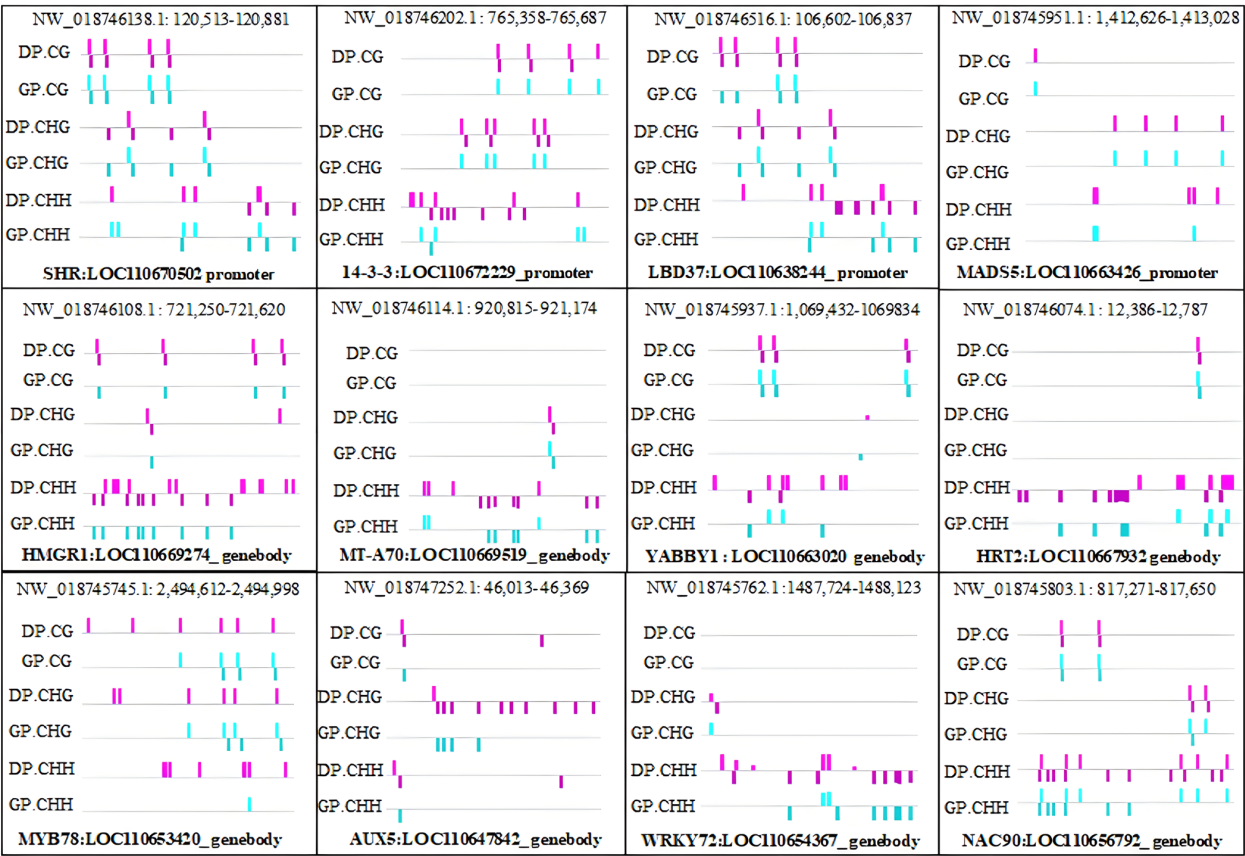 NW_018746138.1: 120,513-120,881
DP.CG
GP.CG
DP.CHG
GP.CHG
DP.CHH
GP.CHH
SHR:LOC110670502 promoter
NW_018746202.1: 765,358-765,687
DP.CG
GP.CG
DP.CHG
GP.CHG
DP.CHH
GP.CHH
14-3-3:LOC110672229_promoter
NW_018746516.1: 106,602-106,837
DP.CG
GP.CG
DP.CHG
GP.CHG
DP.CHH
GP.CHH
LBD37:LOC110638244_ promoter
NW_018745951.1: 1,412,626-1,413,028
DP.CG
GP.CG
DP.CHG
GP.CHG
DP.CHH
GP.CHH
MADS5:LOC110663426_promoter
NW_018746108.1: 721,250-721,620
DP.CG
GP.CG
DP.CHG
GP.CHG
DP.CHH
GP.CHH
HMGR1:LOC110669274_ genebody
NW_018746114.1: 920,815-921,174
DP.CG
GP.CG
DP.CHG
GP.CHG
DP.CHH
GP.CHH
MT-A70:LOC110669519_ genebody
NW_018745937.1:1,069,432-1069834
DP.CG
GP.CG
DP.CHG
GP.CHG
DP.CHH
GP.CHH
YABBY1 : LOC110663020 genebody
NW_018746074.1: 12,386-12,787
DP.CG
GP.CG
DP.CHG
GP.CHG
DP.CHH
GP.CHH
HRT2:LOC110667932 genebody
NW_018745745.1: 2,494,612-2,494,998
DP.CG
GP.CG
DP.CHG
GP.CHG
DP.CHH
GP.CHH
MYB78:LOC110653420_genebody
NW_018747252.1: 46,013-46,369
DP.CG
GP.CG
DP.CHG
GP.CHG
DP.CHH
GP.CHH
AUX5:LOC110647842_ genebody
NW_018745762.1:1487,724-1488,123
DP.CG
GP.CG
DP.CHG
GP.CHG
DP.CHH
GP.CHH
WRKY72:LOC110654367_ genebody
NW_018745803.1: 817,271-817,650
DP.CG
GP.CG
DP.CHG
GP.CHG
DP.CHH
GP.CHH
NAC90:LOC110656792_ genebody